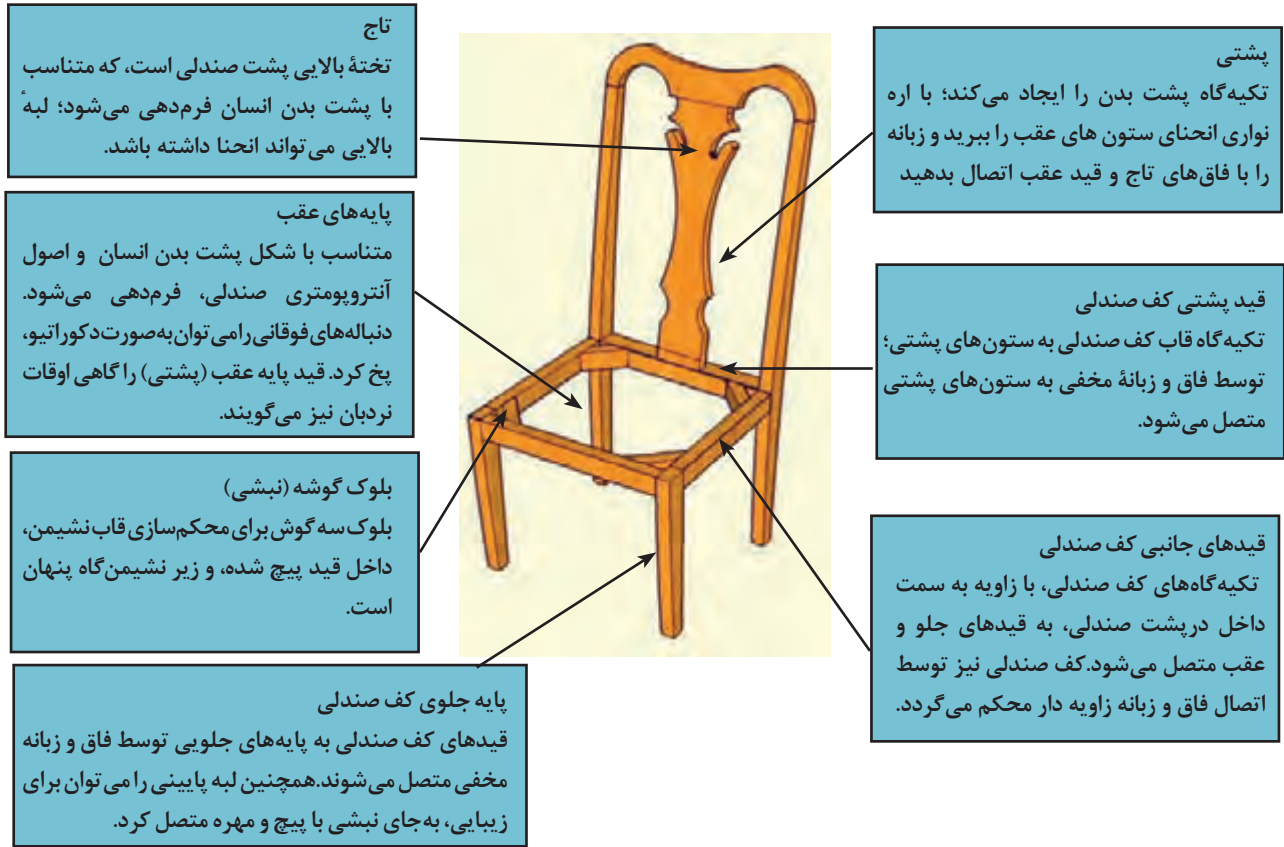 پشتی
تکیه‌گاه پشت بدن را ایجاد می‌کند؛ با اره
نواری انحنای ستون های عقب را ببرید و زبانه
را با فاق‌های تاج و قید عقب اتصال بدهید
قید پشتی کف صندلی
تکیه‌گاه قاب کف صندلی به ستون‌های پشتی؛
توسط فاق و زبانهٔ مخفی به ستون‌های پشتی
متصل می‌شود.
قیدهای جانبی کف صندلی
تکیه‌گاه‌های کف صندلی، با زاویه به سمت
داخل درپشت صندلی، به قیدهای جلو و
عقب متصل می‌شود.کف صندلی نیز توسط
اتصال فاق و زبانه زاویه دار محکم می‌گردد.
تاج
تختهٔ بالایی پشت صندلی است، که متناسب
با پشت بدن انسان فرم‌دهی می‌شود؛ لبهٔ
بالایی می‌تواند انحنا داشته باشد.
پایه‌های عقب
متناسب با شکل پشت بدن انسان و اصول
آنتروپومتری صندلی، فرم‌دهی می‌شود.
دنباله‌های فوقانی رامی‌توان به‌صورت دکوراتیو،
پخ کرد. قید پایه عقب (پشتی) را گاهی اوقات
نردبان نیز می‌گویند.
بلوک گوشه (نبشی)
بلوک سه گوش برای محکم‌سازی قاب نشیمن،
داخل قید پیچ شده، و زیر نشیمن‌گاه پنهان
است.
پایه جلوی کف صندلی
قیدهای کف صندلی به پایه‌های جلویی توسط فاق و زبانه
مخفی متصل می‌شوند.همچنین لبه پایینی را می‌توان برای
زیبایی، به‌جای نبشی با پیچ و مهره متصل کرد.